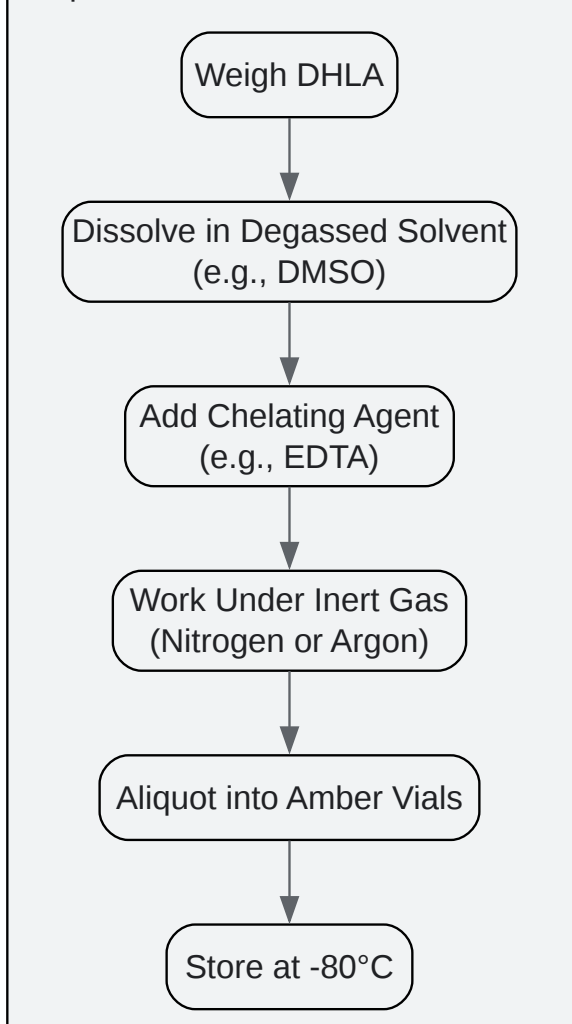 Weigh DHLA
Dissolve in Degassed Solvent
(e.g., DMSO)
Add Chelating Agent
(e.g., EDTA)
Work Under Inert Gas
(Nitrogen or Argon)
Aliquot into Amber Vials
Store at -80°C